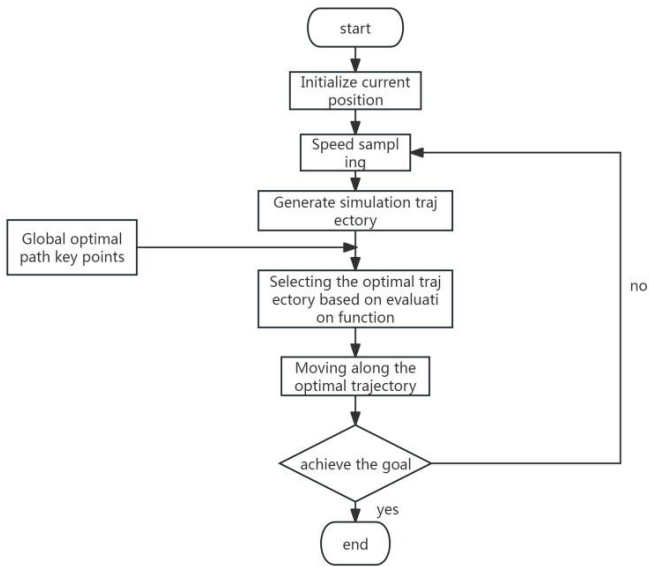 start
Initialize current
position
Speed sampl
ing
Generate simulation traj
ectory
Global optimal
path key points
Selecting the optimal traj
ectory based on evaluati
on function
no
Moving along the
optimal trajectory
achieve the goal
yes
end